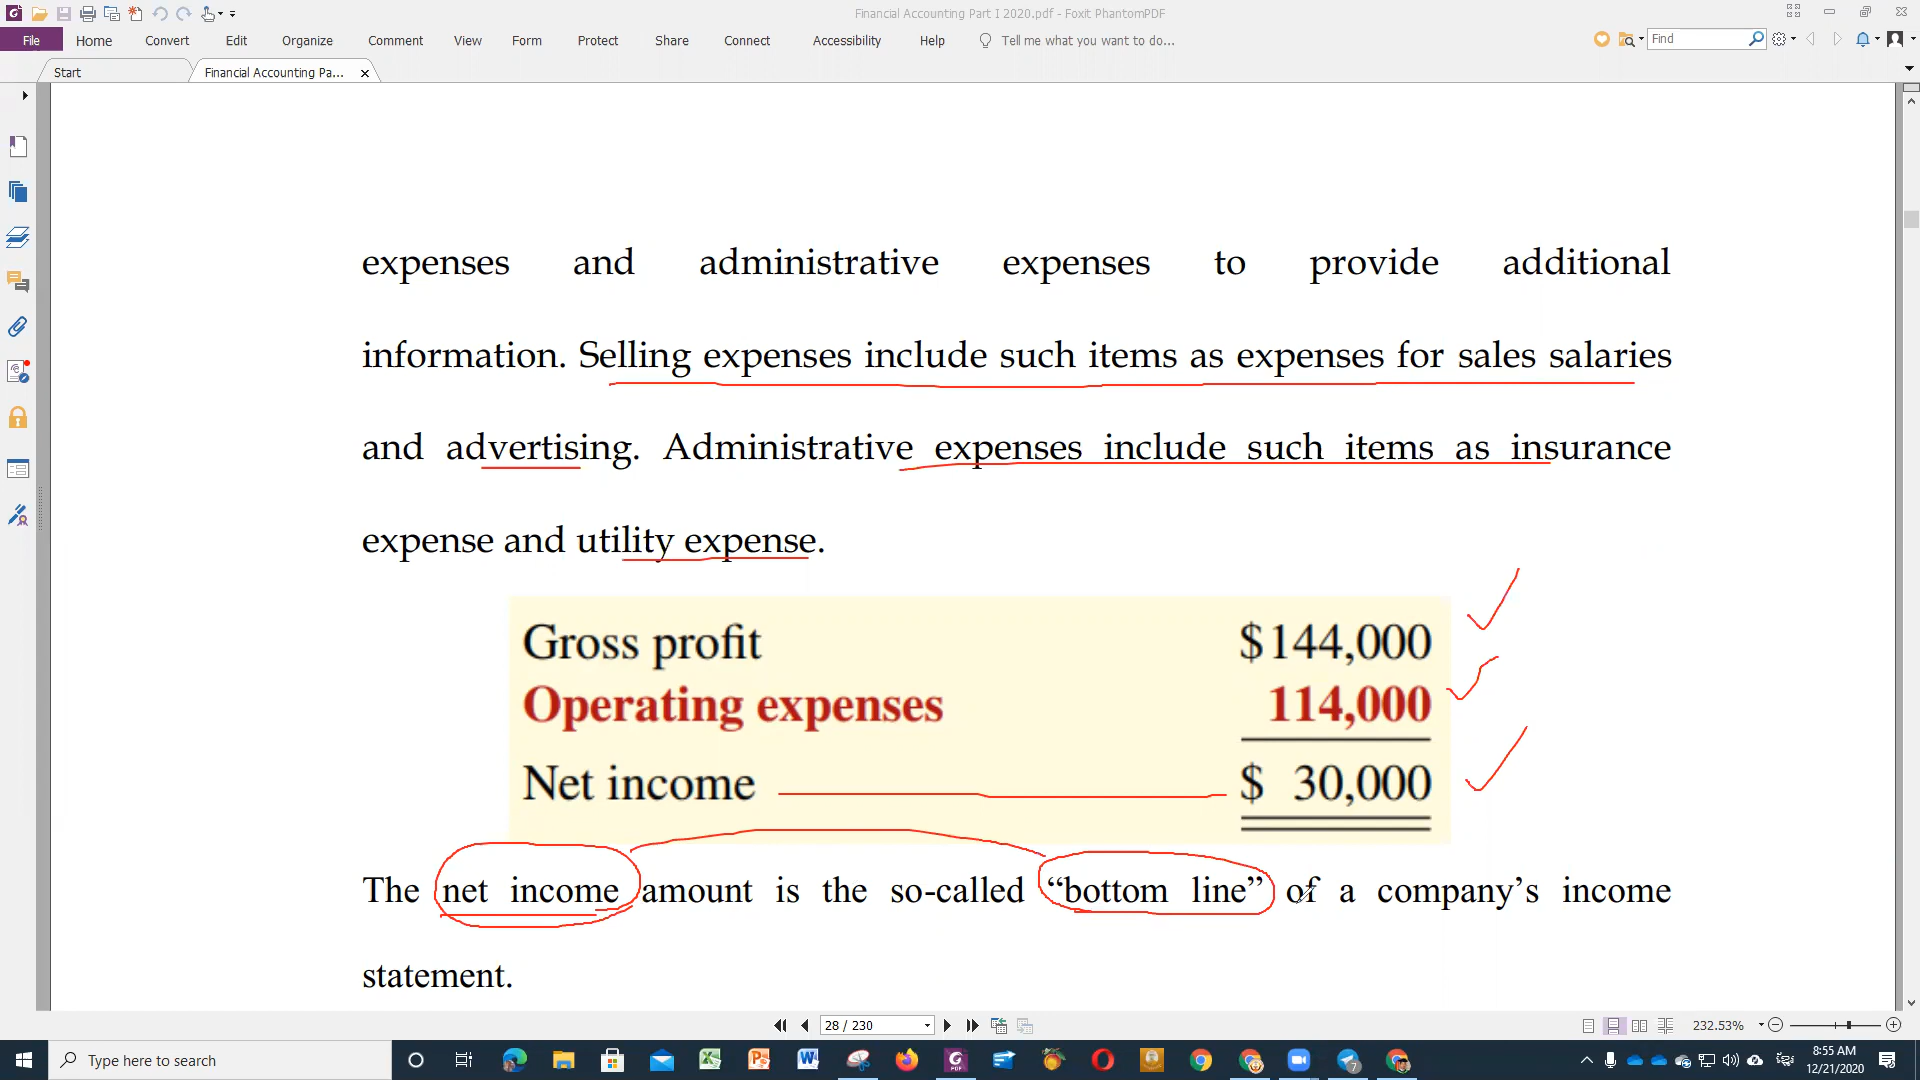 Financial Accounting Part I 2020.pdf - Foxit PhantomPDF
File Home Convert Edit Organize Comment View Form Protect Share Connect Accessibility Help Tell me what you want to do... Find
Start Financial Accounting Pa...
expenses and administrative expenses to provide additional
information. Selling expenses include such items as expenses for sales salaries
and advertising. Administrative expenses include such items as insurance
expense and utility expense.
Gross profit $144,000
Operating expenses 114,000
Net income $ 30,000
The net income amount is the so-called “bottom line” of a company’s income
statement.
28 / 230 232.53%
Type here to search 8:55 AM
12/21/2020